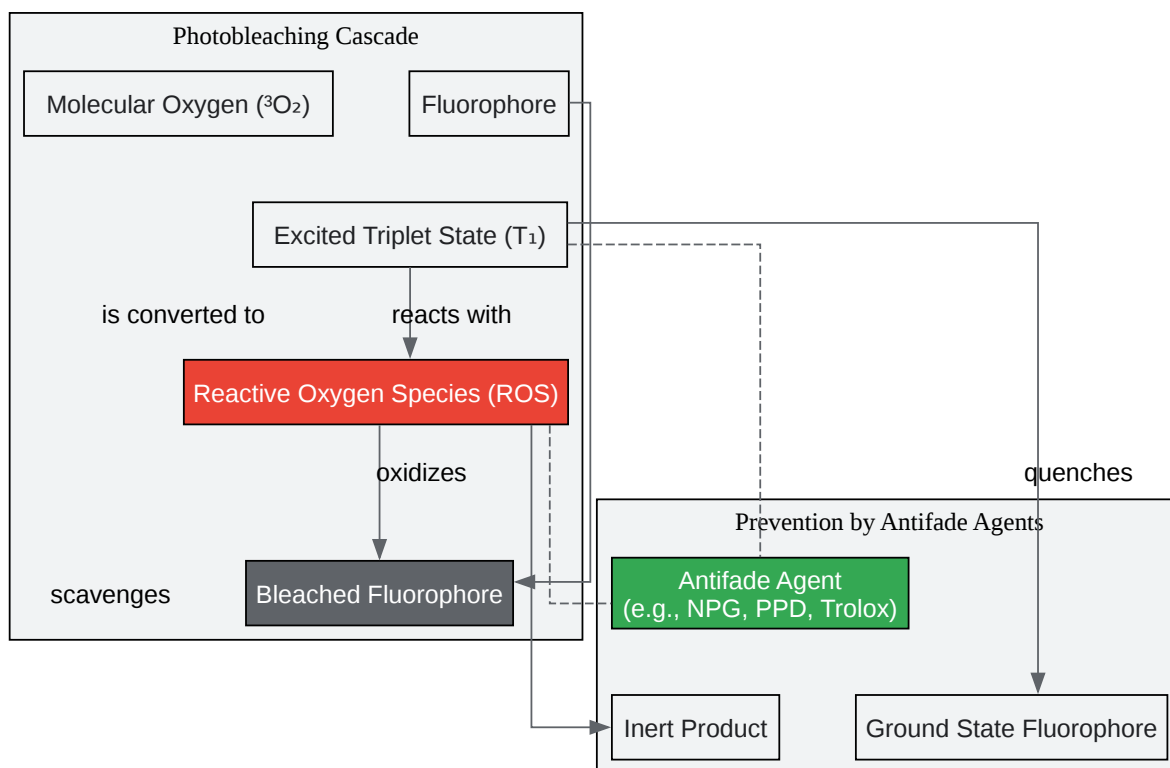 Photobleaching Cascade
Molecular Oxygen (³O₂)
Fluorophore
Excited Triplet State (T₁)
is converted to
reacts with
Reactive Oxygen Species (ROS)
oxidizes
quenches
Prevention by Antifade Agents
scavenges
Bleached Fluorophore
Antifade Agent
(e.g., NPG, PPD, Trolox)
Inert Product
Ground State Fluorophore